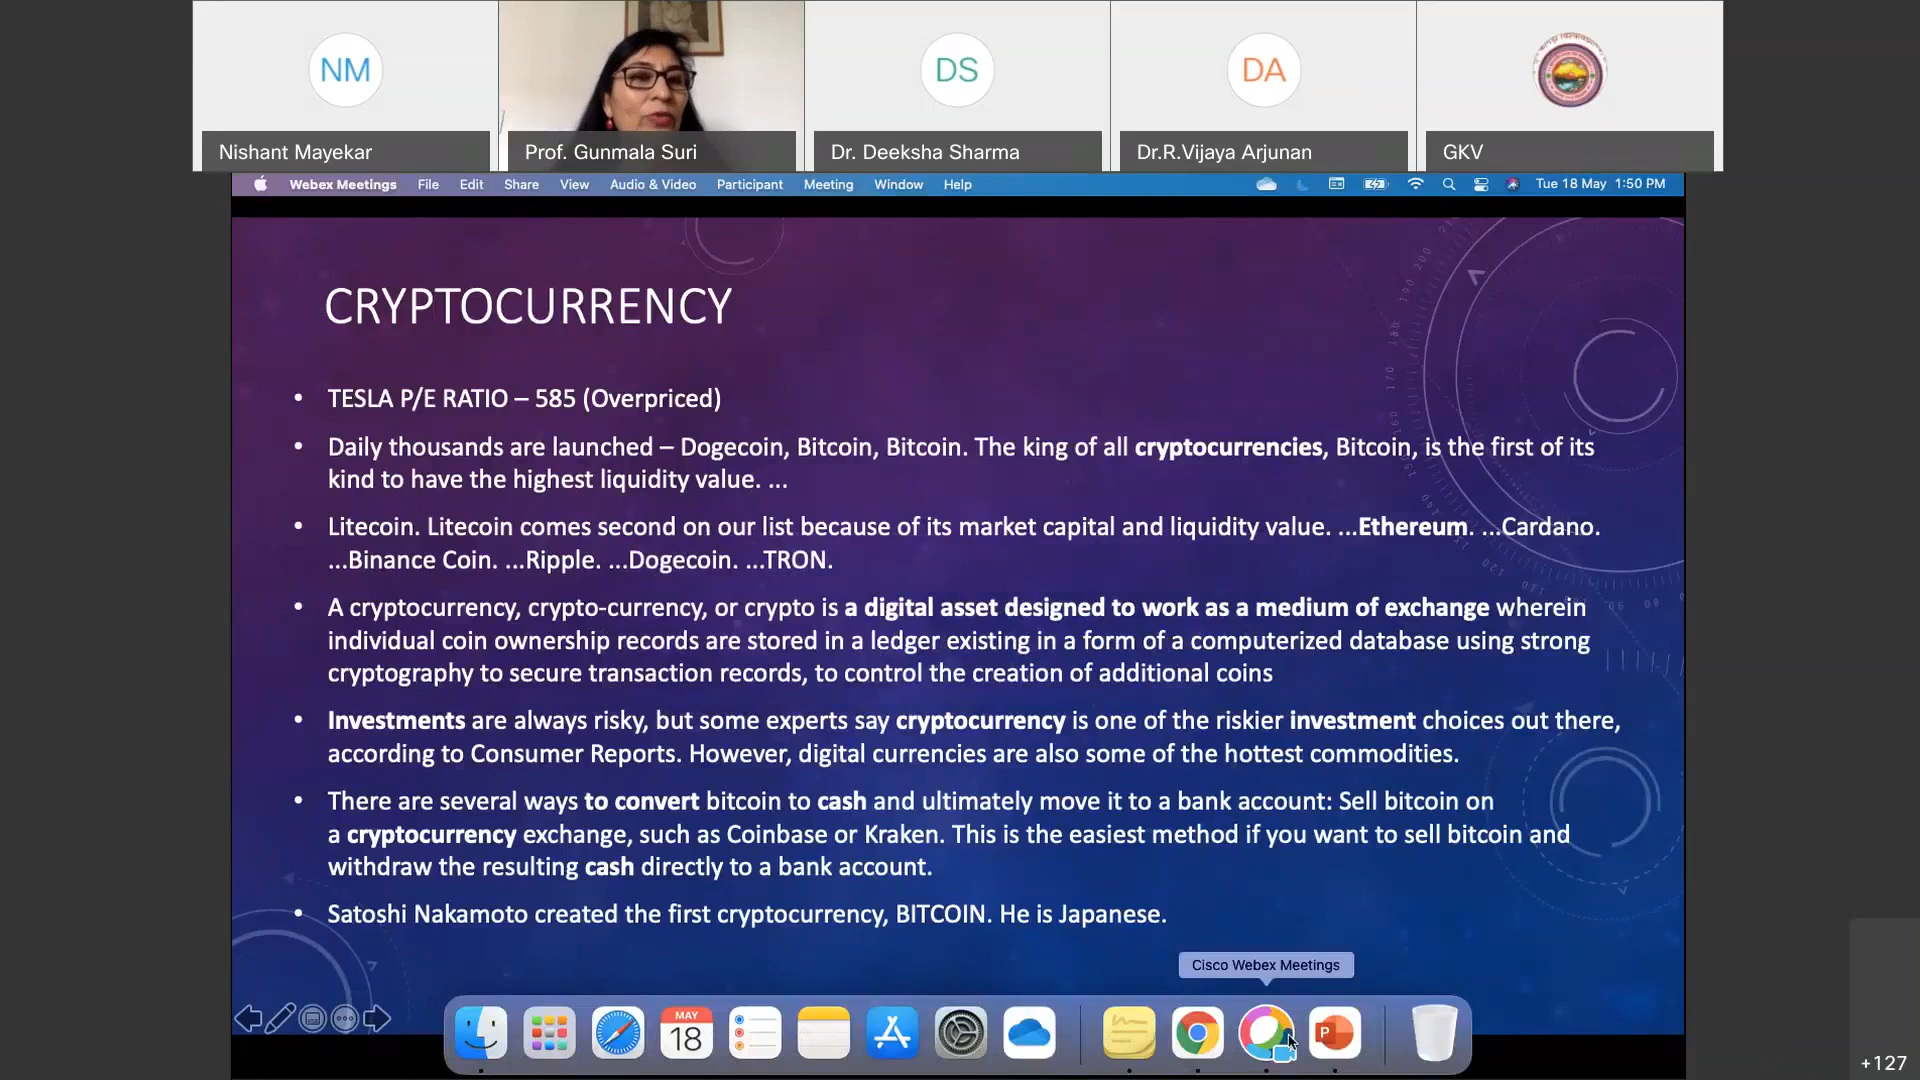 NM
DS
DA
Nishant Mayekar
Prof. Gunmala Suri
Dr. Deeksha Sharma
Dr.R.Vijaya Arjunan
GKV
Webex Meetings File Edit Share View Audio & Video Participant Meeting Window Help Tue 18 May 1:50 PM
CRYPTOCURRENCY
• TESLA P/E RATIO – 585 (Overpriced)
• Daily thousands are launched – Dogecoin, Bitcoin, Bitcoin. The king of all cryptocurrencies, Bitcoin, is the first of its
kind to have the highest liquidity value. ...
• Litecoin. Litecoin comes second on our list because of its market capital and liquidity value. ...Ethereum. ...Cardano.
...Binance Coin. ...Ripple. ...Dogecoin. ...TRON.
• A cryptocurrency, crypto-currency, or crypto is a digital asset designed to work as a medium of exchange wherein
individual coin ownership records are stored in a ledger existing in a form of a computerized database using strong
cryptography to secure transaction records, to control the creation of additional coins
• Investments are always risky, but some experts say cryptocurrency is one of the riskier investment choices out there,
according to Consumer Reports. However, digital currencies are also some of the hottest commodities.
• There are several ways to convert bitcoin to cash and ultimately move it to a bank account: Sell bitcoin on
a cryptocurrency exchange, such as Coinbase or Kraken. This is the easiest method if you want to sell bitcoin and
withdraw the resulting cash directly to a bank account.
• Satoshi Nakamoto created the first cryptocurrency, BITCOIN. He is Japanese.
Cisco Webex Meetings
MAY
18
P
+127